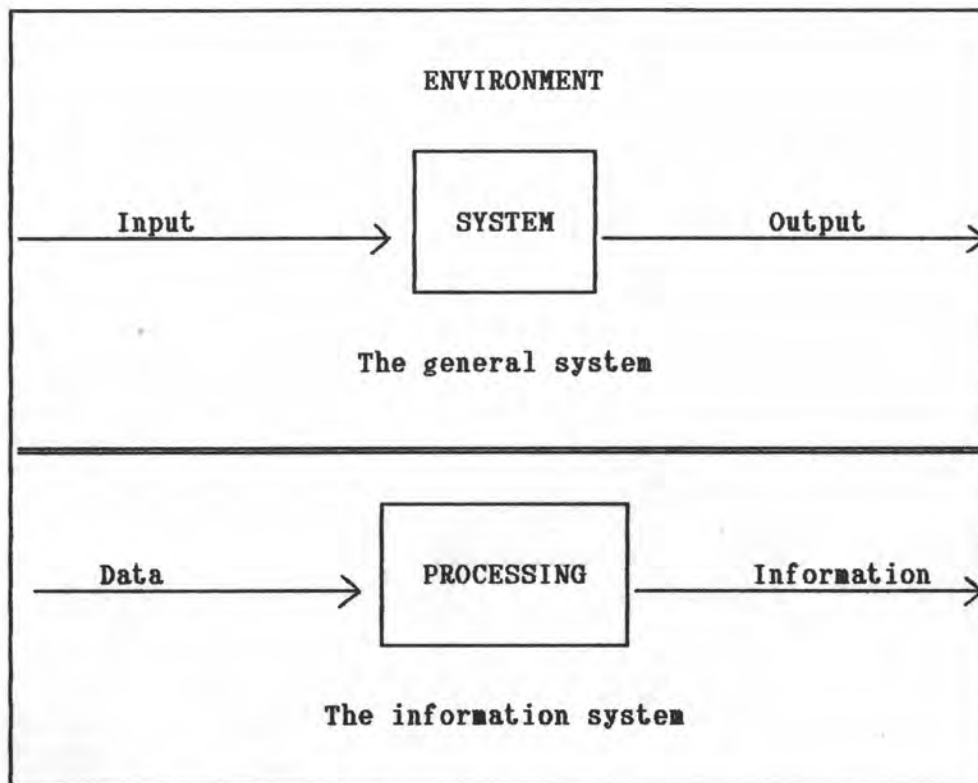 ENVIRONMENT
Input SYSTEM Output
The general system
Data PROCESSING Information
The information system